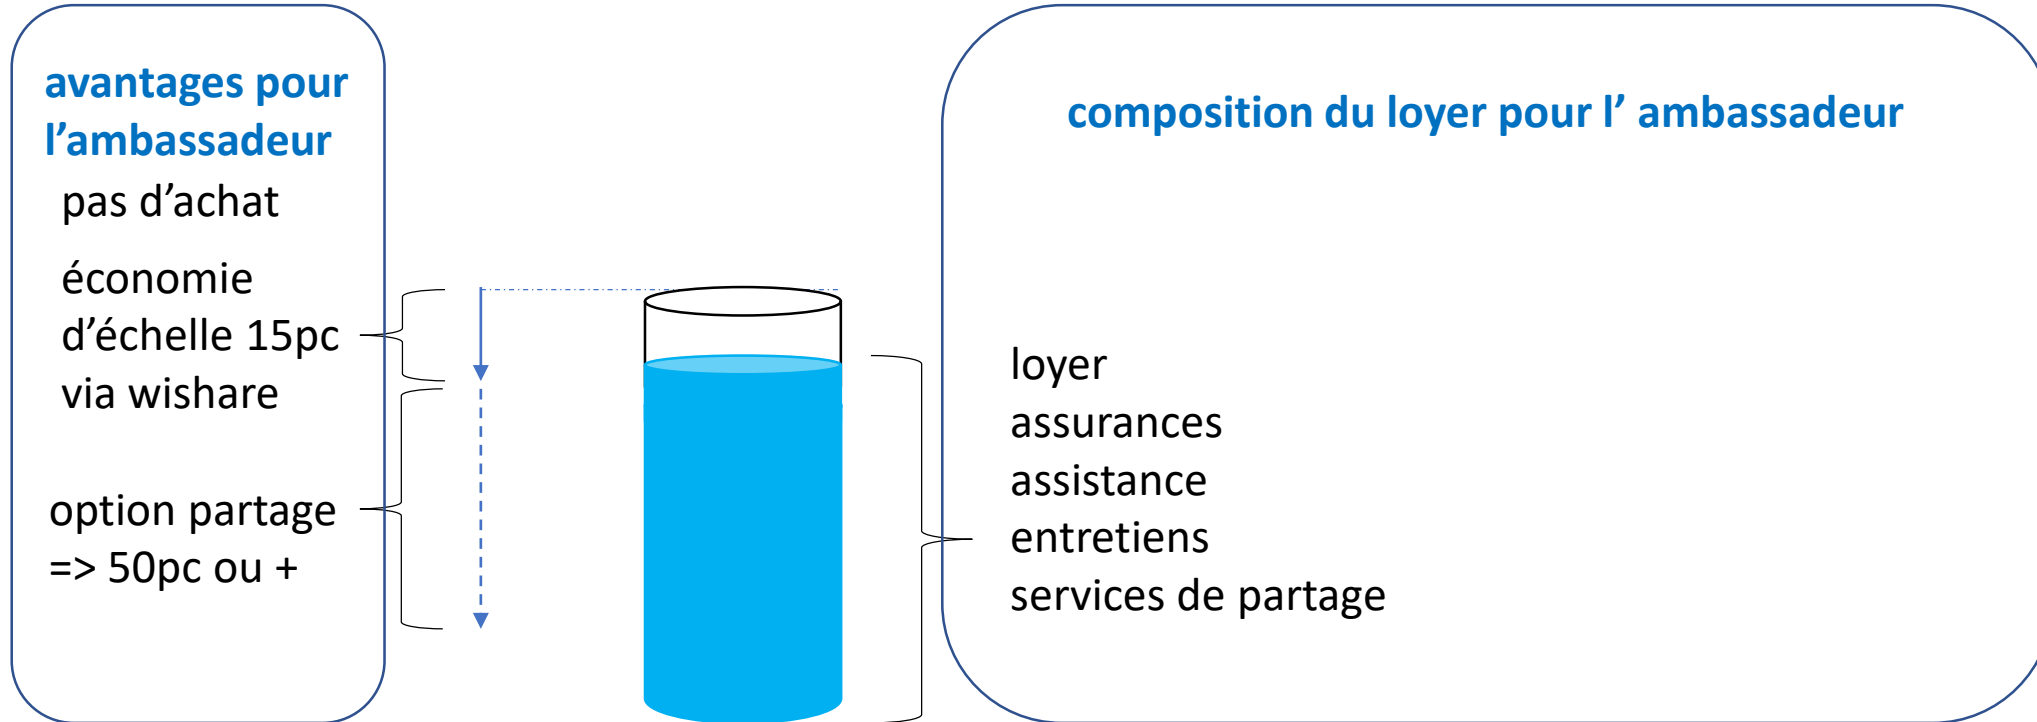 avantages pour
l’ambassadeur
pas d’achat
économie
d’échelle 15pc
via wishare
option partage
=> 50pc ou +
composition du loyer pour l’ ambassadeur
loyer
assurances
assistance
entretiens
services de partage